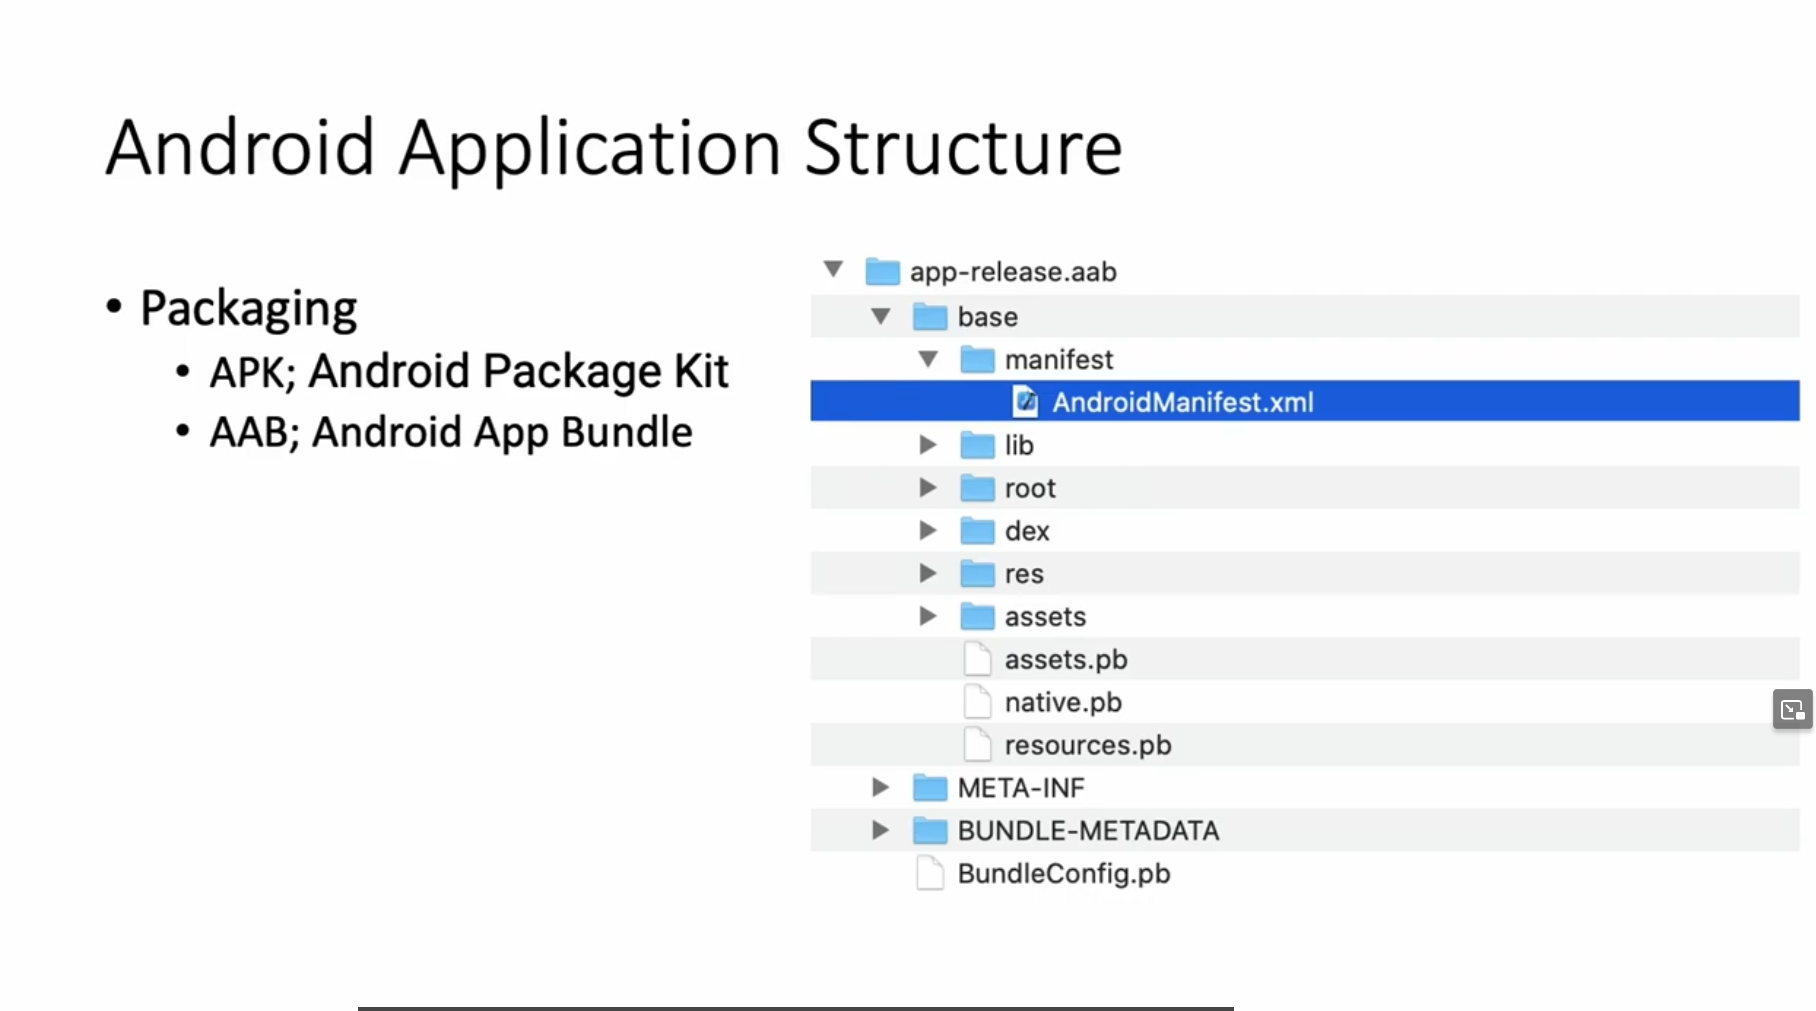 Android Application Structure
• Packaging
• APK; Android Package Kit
• AAB; Android App Bundle
app-release.aab
base
manifest
AndroidManifest.xml
lib
root
dex
res
assets
assets.pb
native.pb
resources.pb
META-INF
BUNDLE-METADATA
BundleConfig.pb